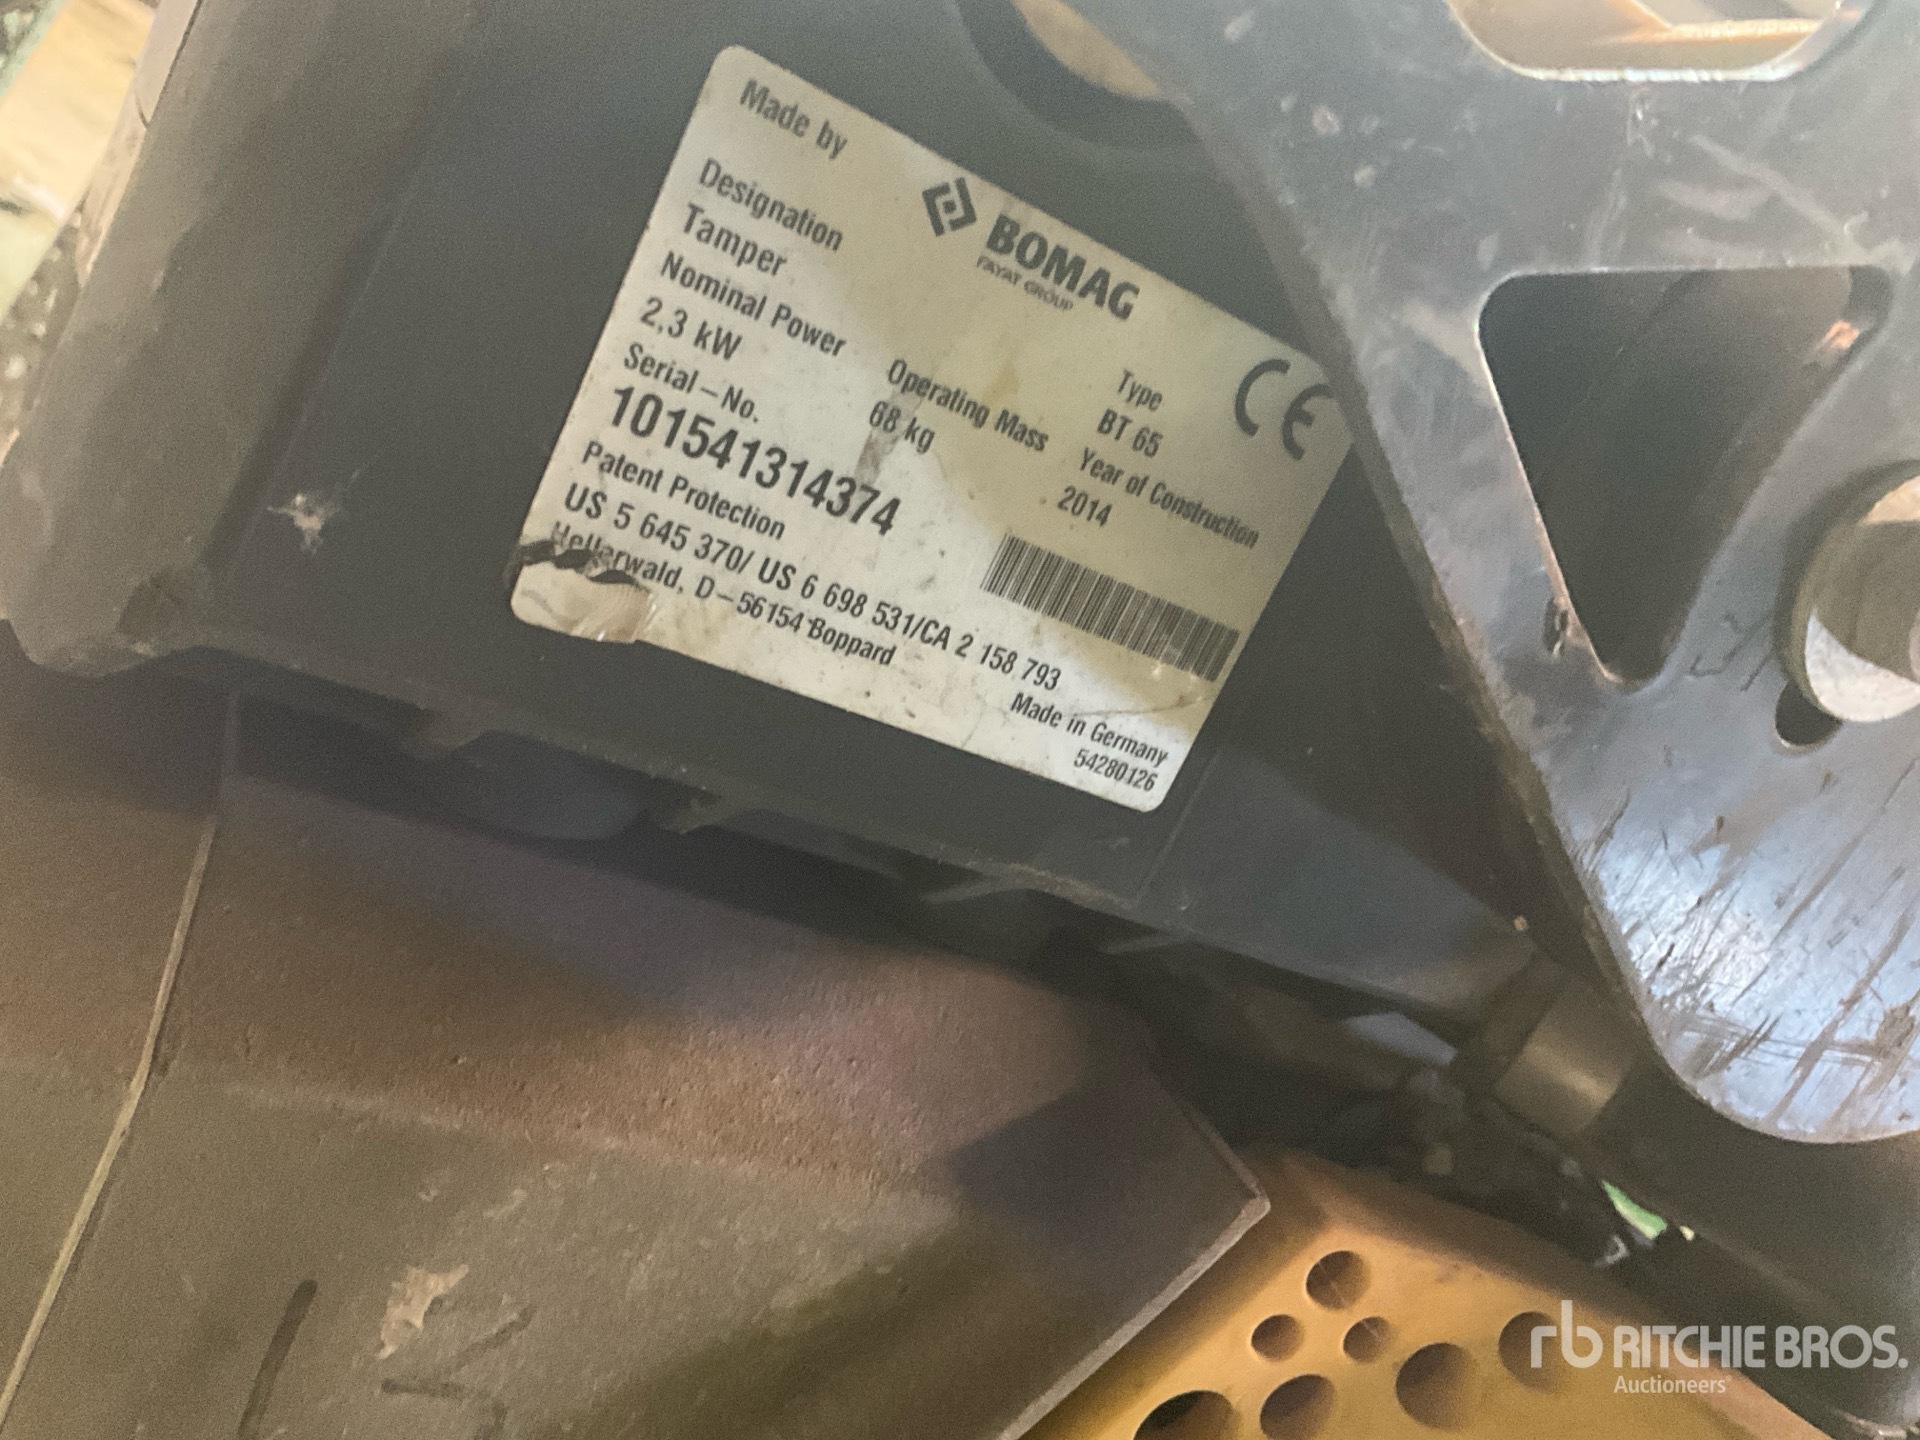 Made by
BOMAG
FAYAT GROUP
CE
Designation
Tamper
Type
BT 65
Nominal Power
2,3 kW
Operating Mass
68 kg
Year of Construction
2014
Serial-No.
101541314374
Patent Protection
US 5 645 370/ US 6 698 531/CA 2 158 793
Hellerwald, D-56154 Boppard
Made in Germany
54280126
rb RITCHIE BROS.
Auctioneers